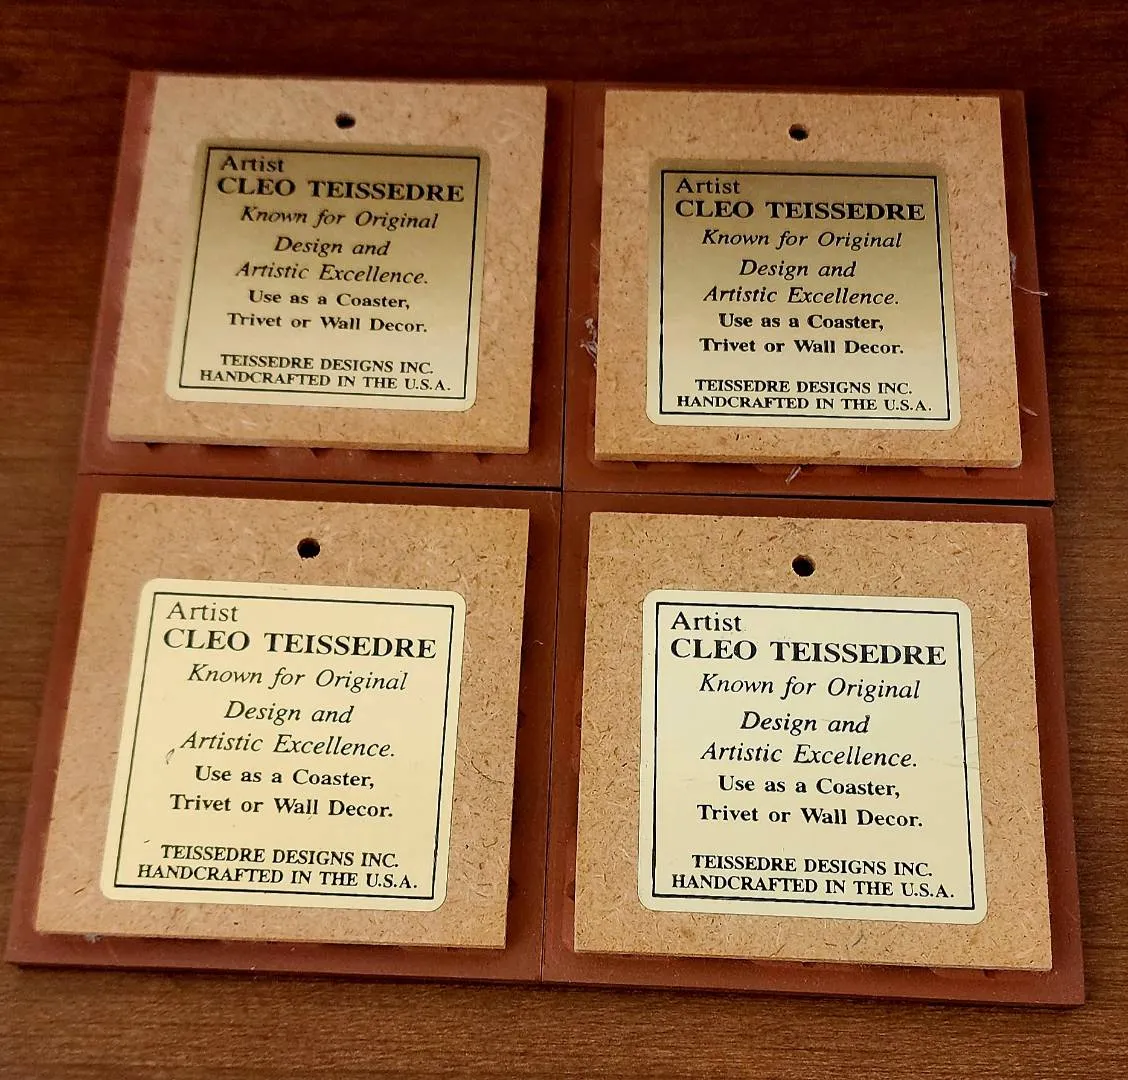 Artist
CLEO TEISSEDRE
Known for Original
Design and
Artistic Excellence.
Use as a Coaster,
Trivet or Wall Decor.
TEISSEDRE DESIGNS INC.
HANDCRAFTED IN THE U.S.A.
Artist
CLEO TEISSEDRE
Known for Original
Design and
Artistic Excellence.
Use as a Coaster,
Trivet or Wall Decor.
TEISSEDRE DESIGNS INC.
HANDCRAFTED IN THE U.S.A.
Artist
CLEO TEISSEDRE
Known for Original
Design and
Artistic Excellence.
Use as a Coaster,
Trivet or Wall Decor.
TEISSEDRE DESIGNS INC.
HANDCRAFTED IN THE U.S.A.
Artist
CLEO TEISSEDRE
Known for Original
Design and
Artistic Excellence.
Use as a Coaster,
Trivet or Wall Decor.
TEISSEDRE DESIGNS INC.
HANDCRAFTED IN THE U.S.A.